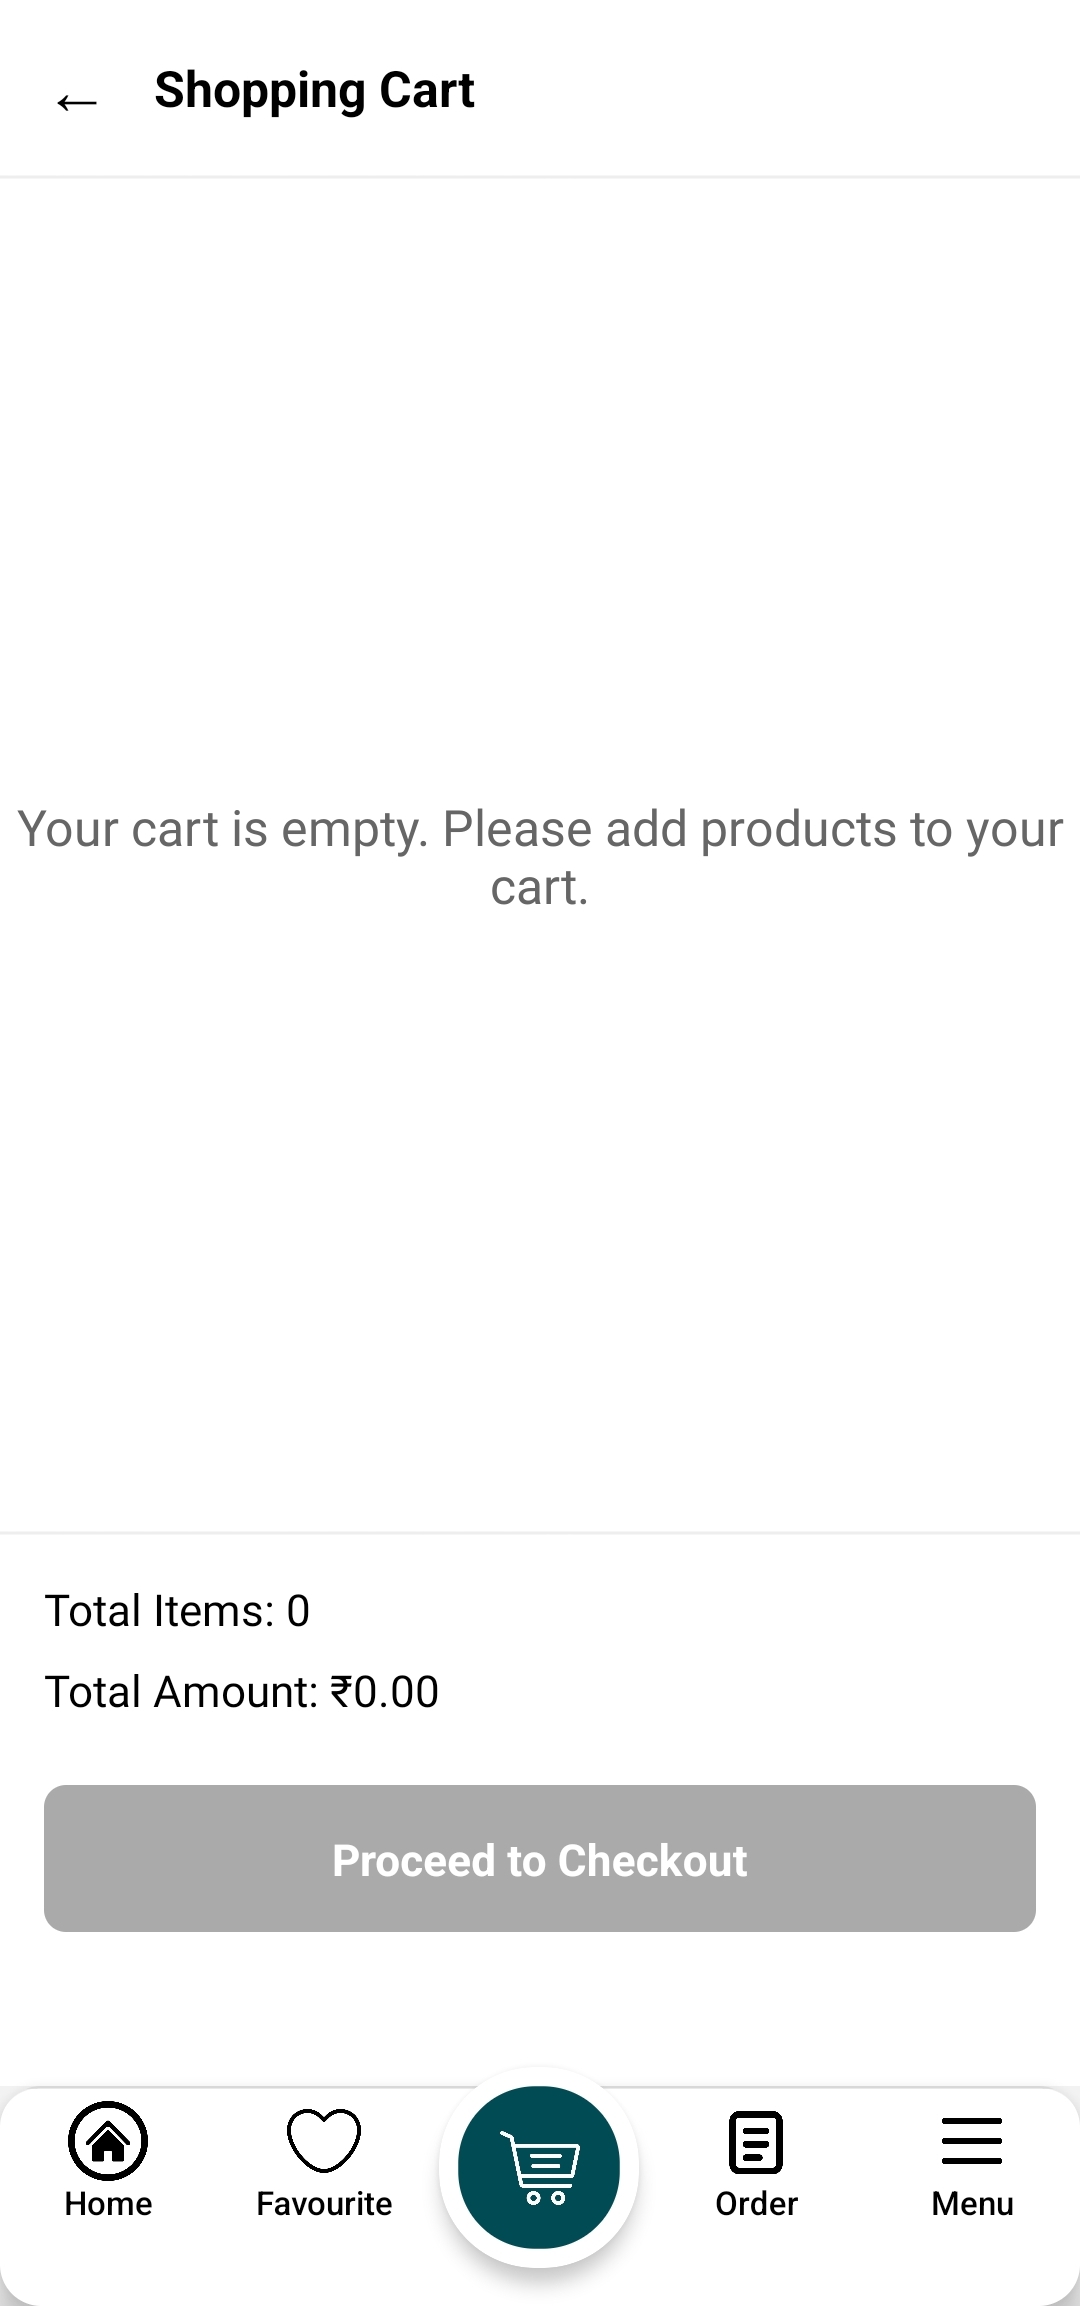 Shopping Cart
Your cart is empty. Please add products to your
cart.
Total Items: 0
Total Amount: ₹0.00
Proceed to Checkout
Home
Favourite
Order
Menu